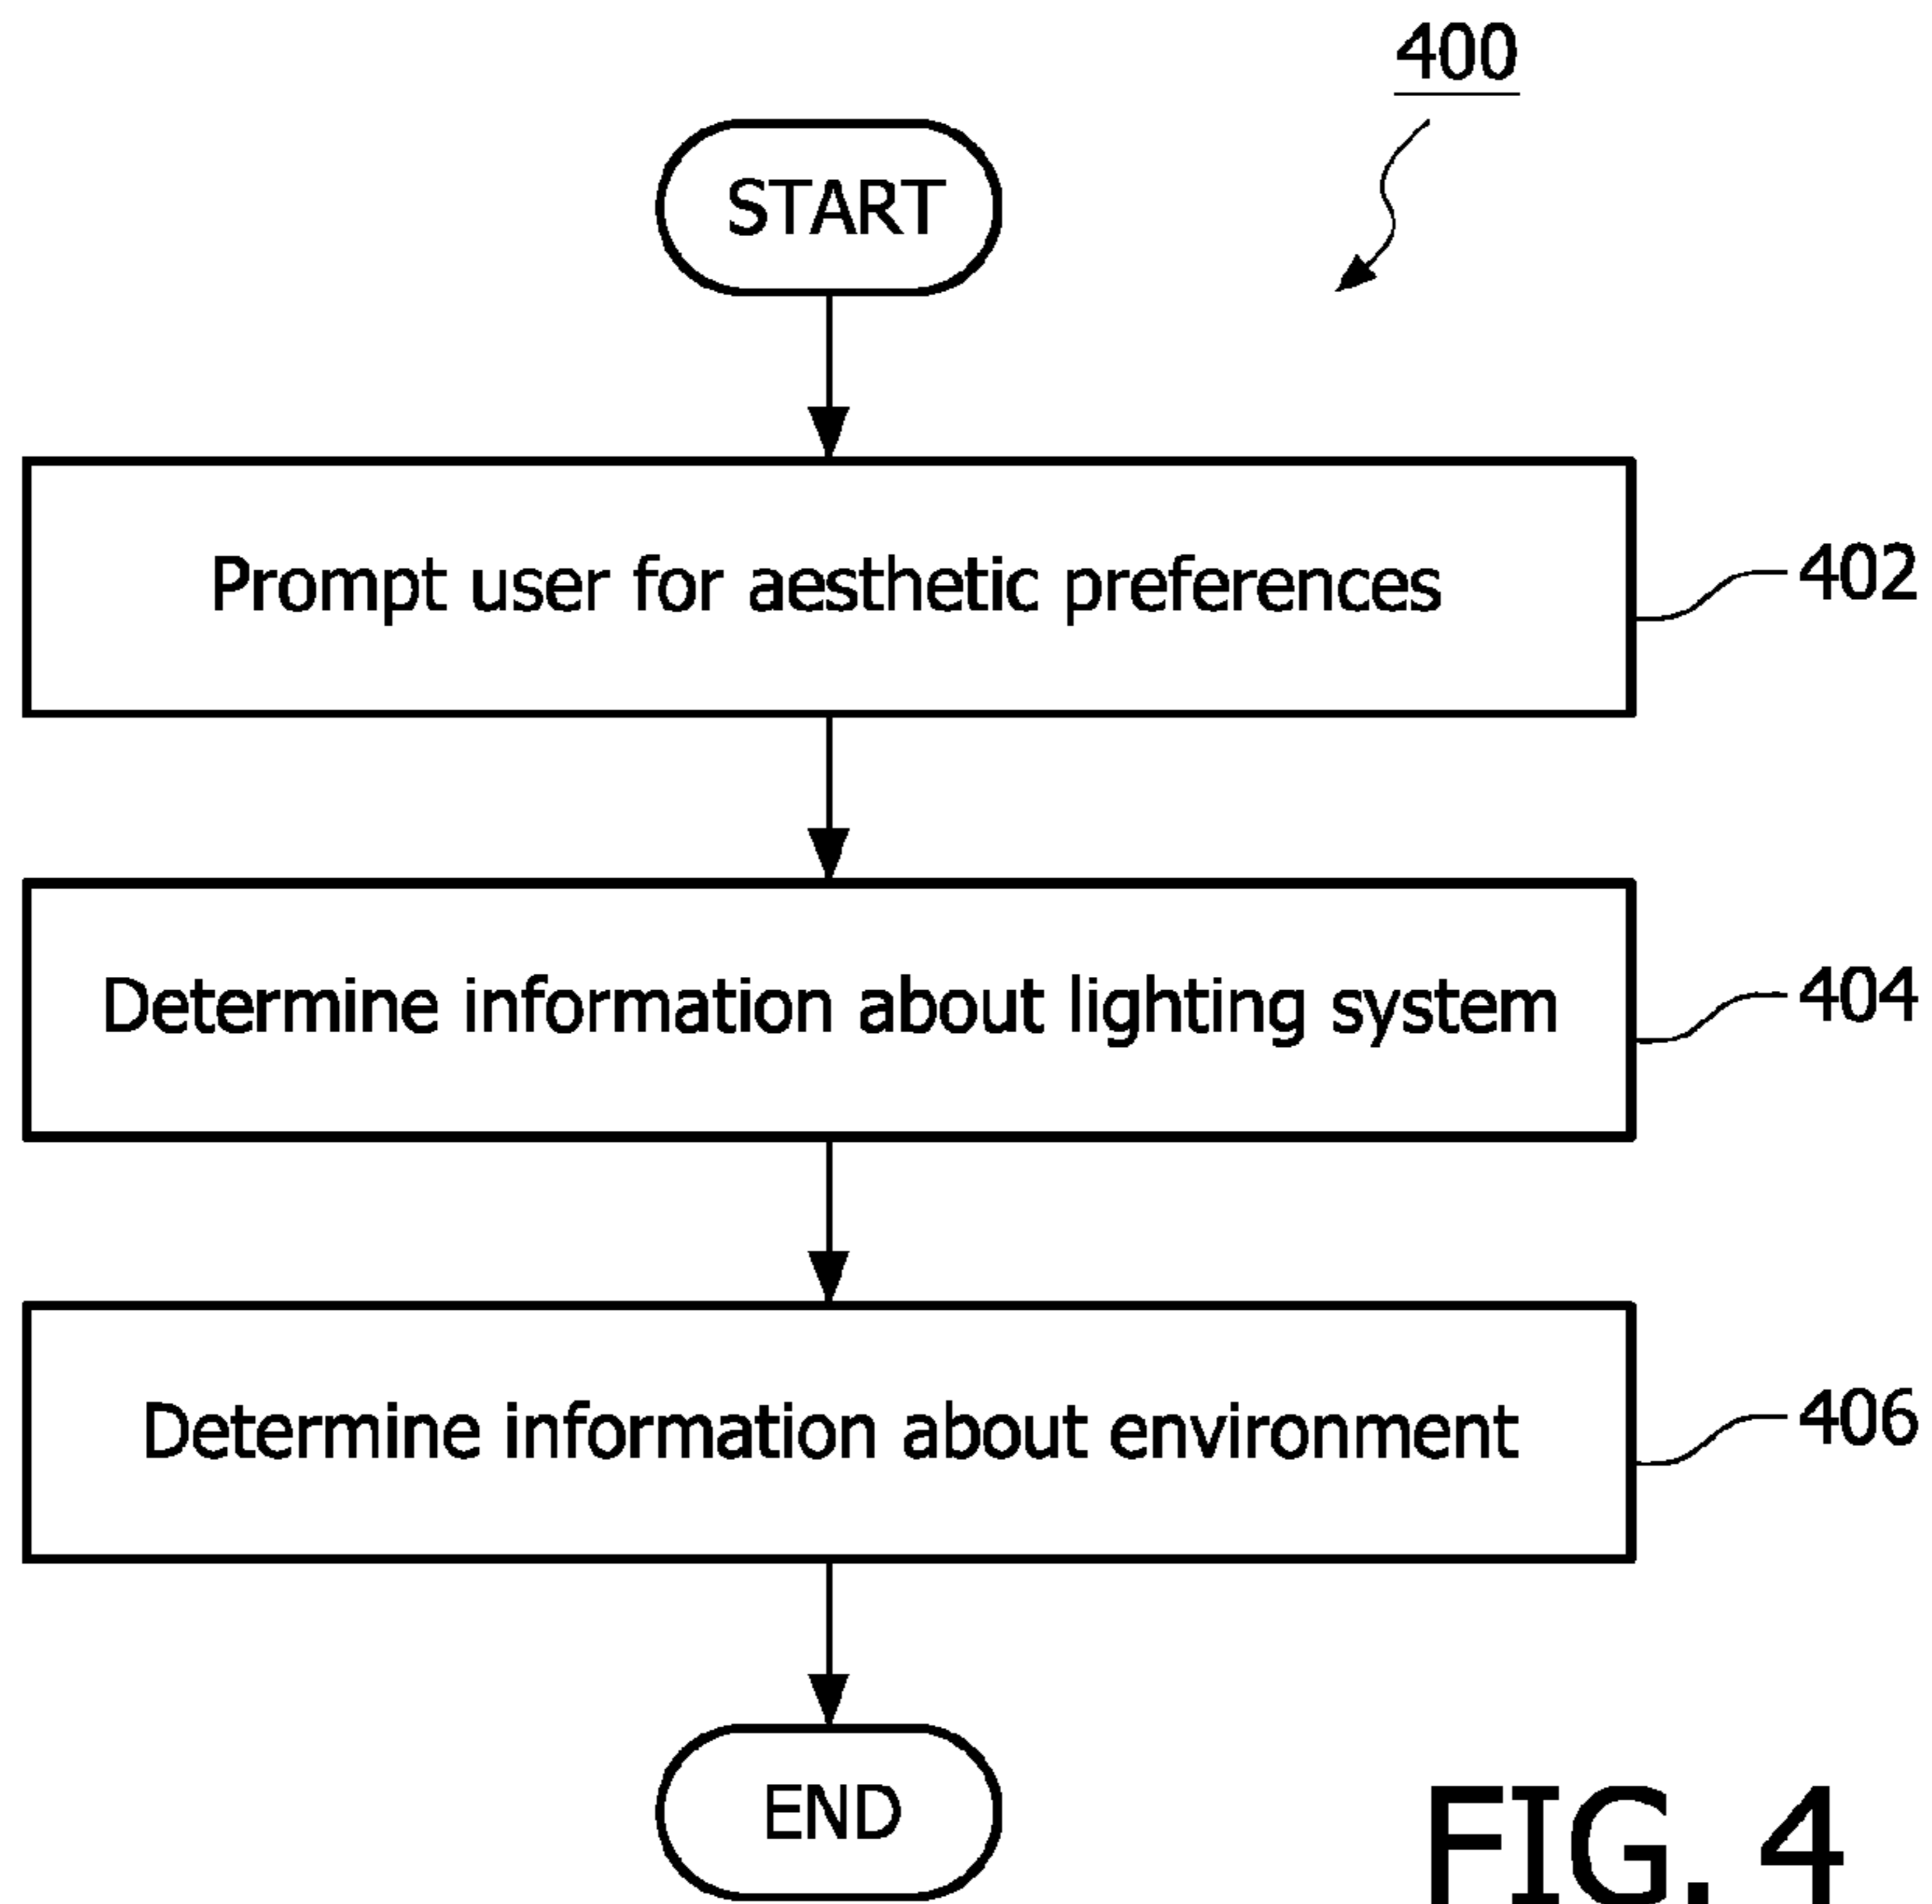 400
START
Prompt user for aesthetic preferences
402
Determine information about lighting system
404
Determine information about environment
406
END
FIG. 4